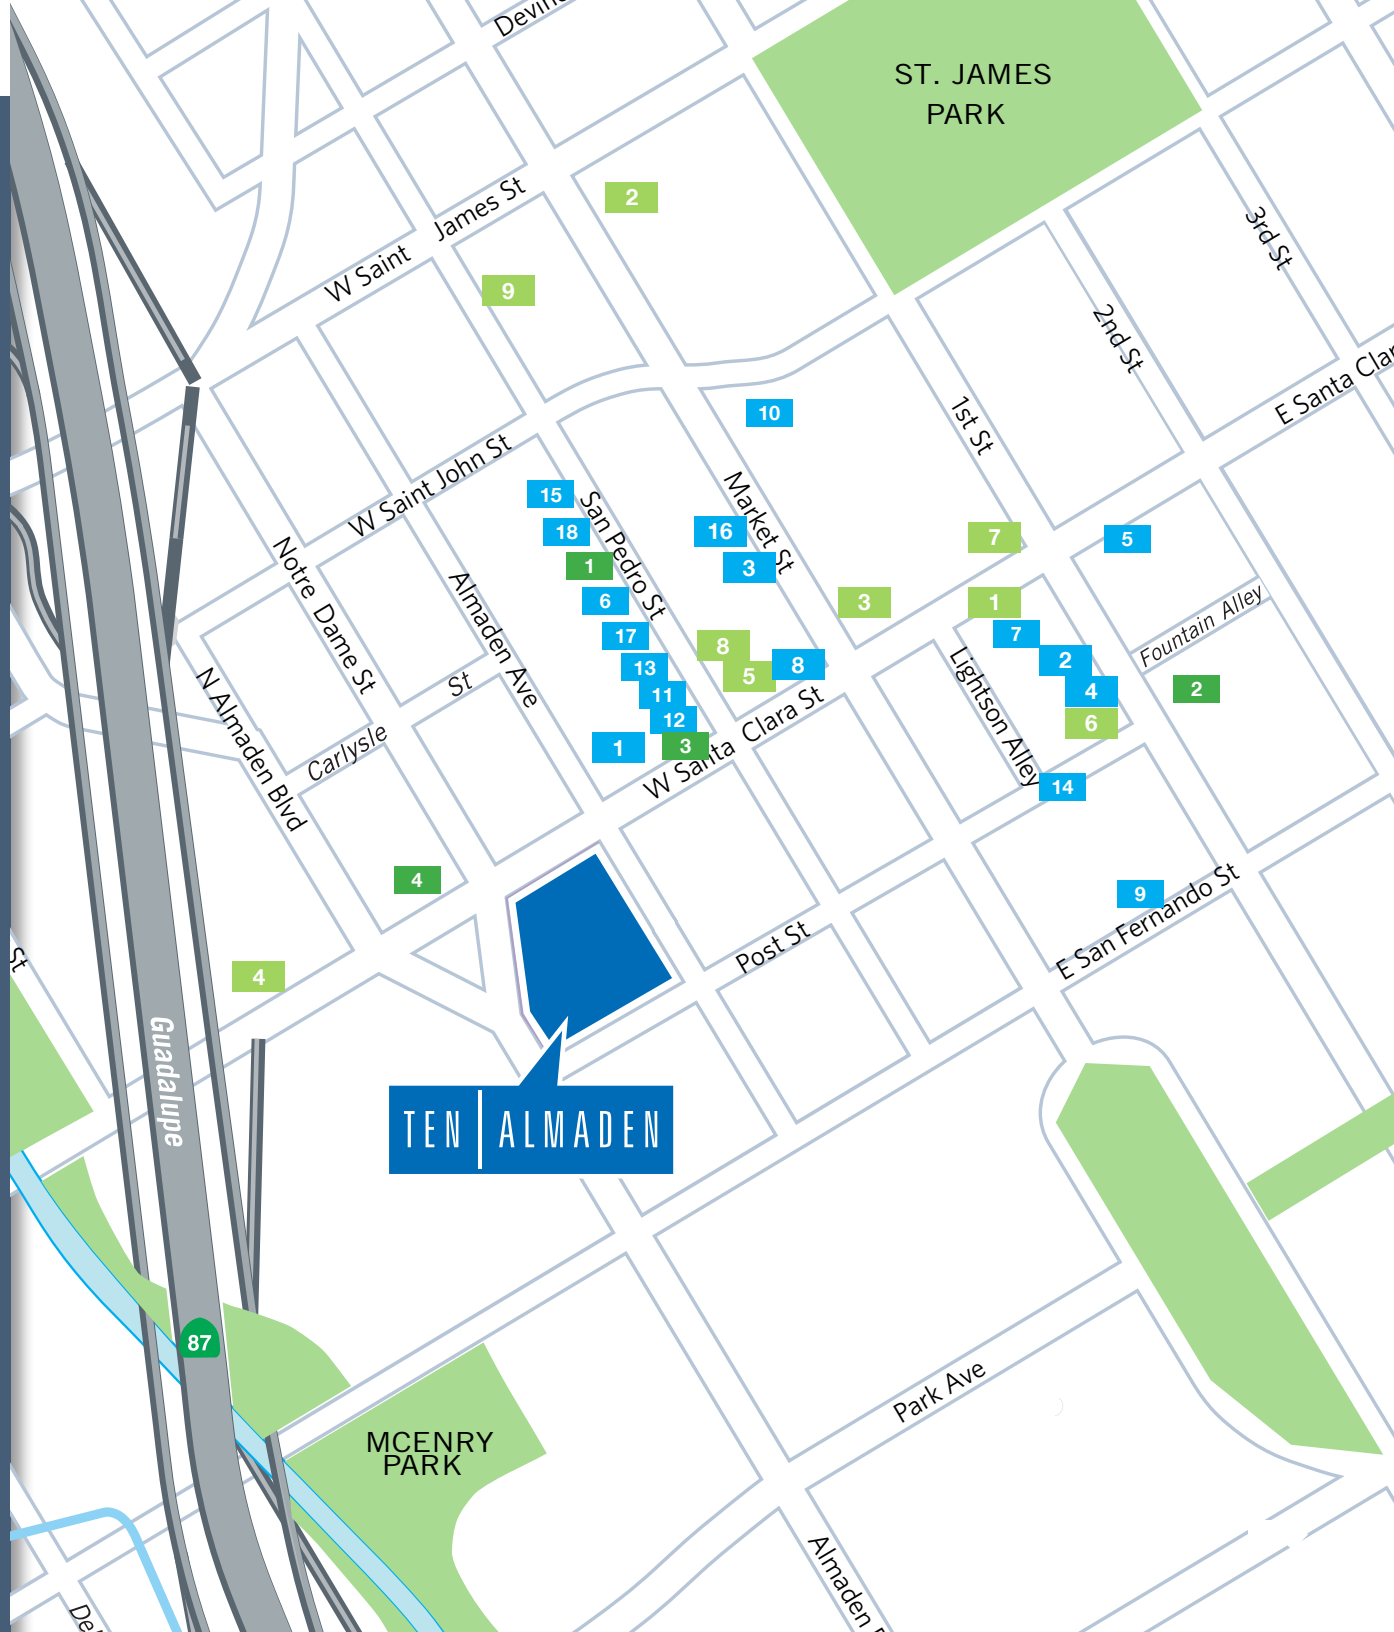 Devin
ST. JAMES
PARK
2
W Saint James St
3rd St
9
2nd St
E Santa Clar
10
1st St
W Saint John St
15
San Pedro St
Market St
18
16
7
5
1
3
Notre Dame St
Almaden Ave
6
3
1
Fountain Alley
17
8
7
13
5
8
2
N Almaden Blvd
Carlysle St
11
Lightson Alley
4
2
12
6
1
3
W Santa Clara St
14
4
9
E San Fernando St
Post St
St
4
Guadalupe
TEN ALMADEN
87
Park Ave
MCENRY
PARK
Almaden
De